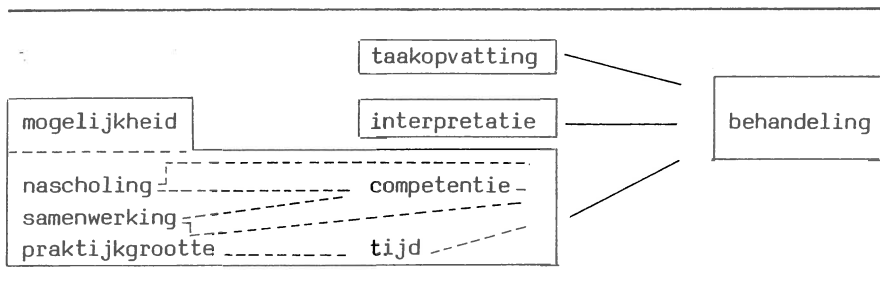 taakopvatting
mogelijkheid
interpretatie
behandeling
nascholing
competentie
samenwerking
praktijkgrootte
tijd